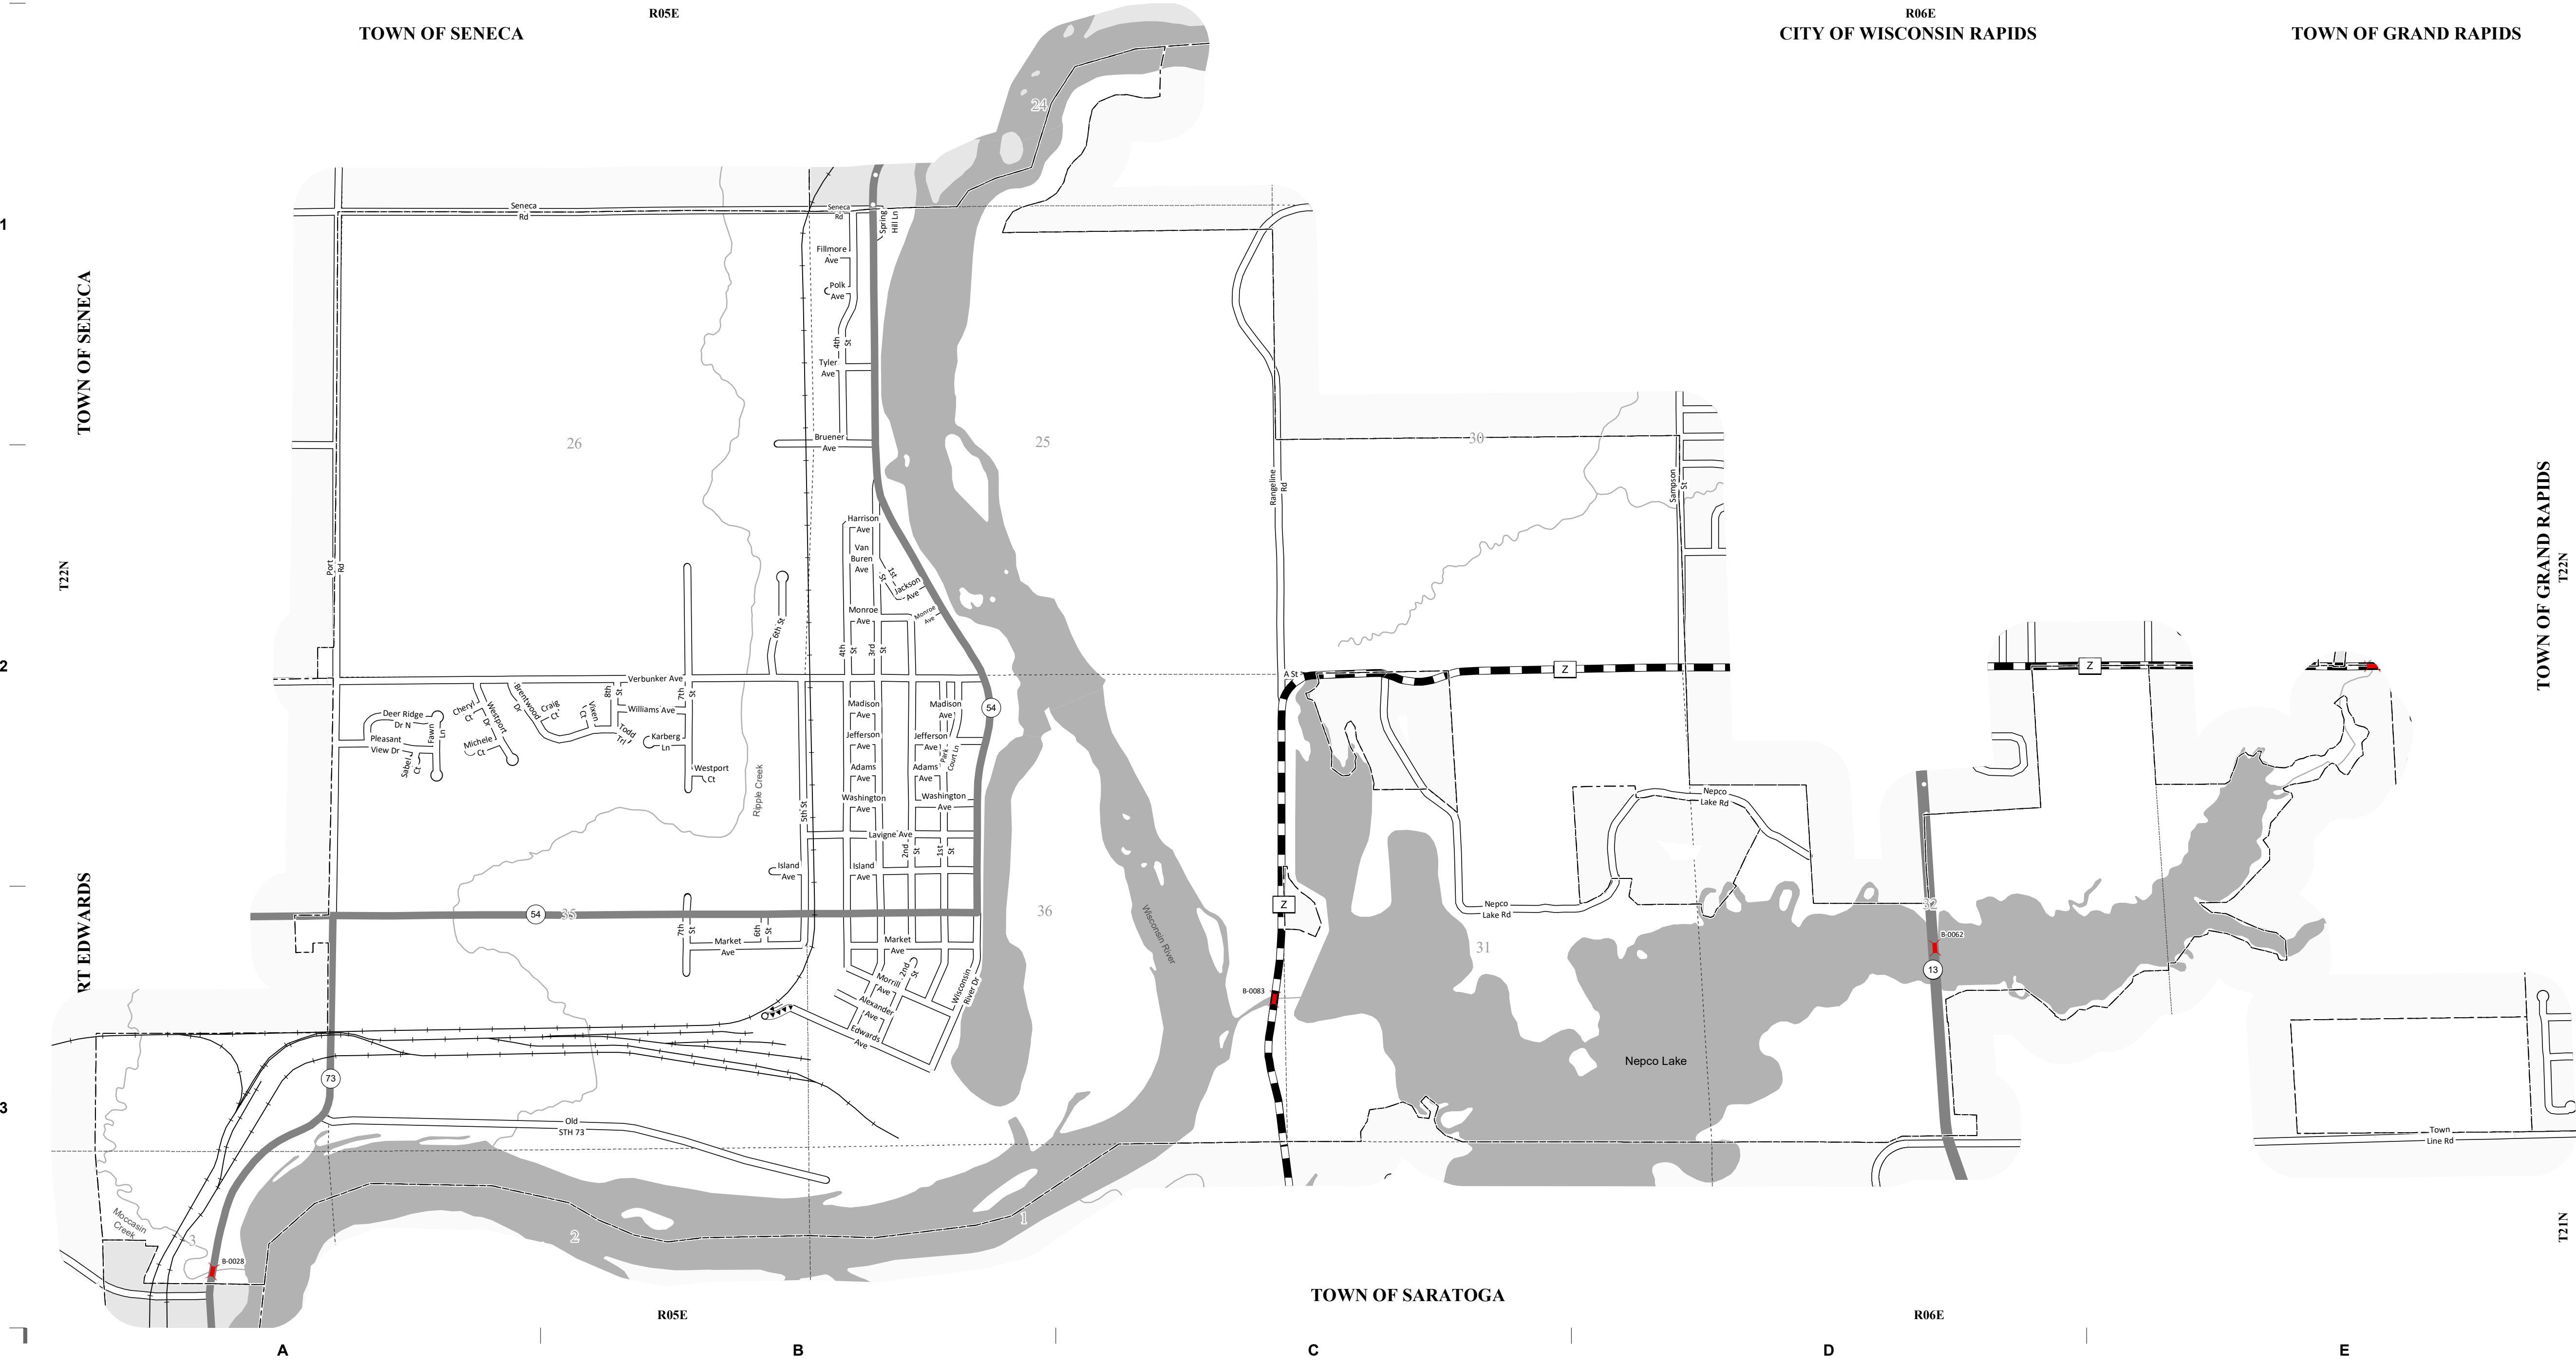 R05E
R06E
TOWN OF SENECA
CITY OF WISCONSIN RAPIDS
TOWN OF GRAND RAPIDS
24
1
Seneca
Rd
Seneca
Rd
Spring
Hill Ln
Fillmore
Ave
Polk
Ave
4th
St
Tyler
Ave
TOWN OF SENECA
Bruener
Ave
26
25
30
Rangeline
Rd
Sampson
St
TOWN OF GRAND RAPIDS
T22N
T22N
Port
Rd
Harrison
Ave
Van
Buren
Ave
1st
St
Jackson
Ave
Monroe
Ave
Monroe
Ave
6th St
4th
St
3rd
St
2
A St
Z
Z
Verbunker Ave
8th
St
7th
St
Williams Ave
Deer Ridge
Dr N
Pleasant
View Dr
Fawn
Ln
Sabel
Ct
Cheryl
Ct
Westport
Dr
Michele
Ct
Brentwood
Dr
Craig
Ct
Vixen
Ct
Todd
Trl
Karberg
Ln
Westport
Ct
Madison
Ave
Madison
Ave
54
Jefferson
Ave
Jefferson
Ave
Park
Court Ln
Adams
Ave
Adams
Ave
Washington
Ave
Washington
Ave
Ripple Creek
5th St
Lavigne Ave
2nd
St
1st
St
Island
Ave
Island
Ave
Nepco
Lake Rd
RT EDWARDS
54
35
36
Z
Nepco
Lake Rd
32
7th
St
6th
St
Market
Ave
Market
Ave
Wisconsin River
31
B-0062
13
Morrill
Ave
2nd
St
Wisconsin
River Dr
Alexander
Ave
Edwards
Ave
B-0083
Nepco Lake
73
3
Old
STH 73
Town
Line Rd
Moccasin
Creek
3
2
1
T21N
B-0028
TOWN OF SARATOGA
R05E
R06E
A
B
C
D
E